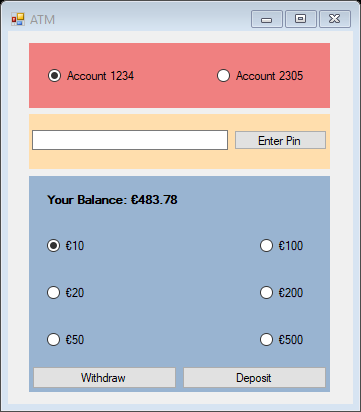 ATM
Account 1234 Account 2305
Enter Pin
Your Balance: €483.78
€10 €100
€20 €200
€50 €500
Withdraw Deposit